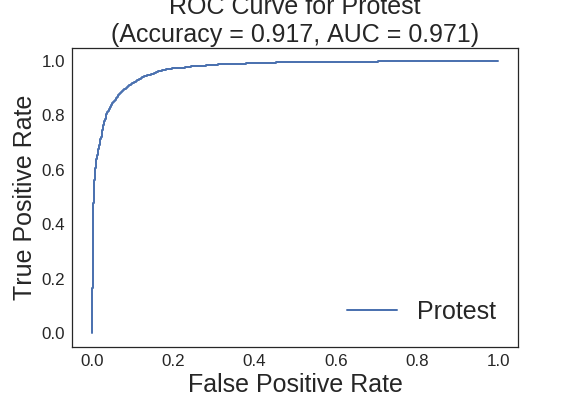 ROC Curve for Protest
(Accuracy = 0.917, AUC = 0.971)
1.0
0.8
0.6
0.4
0.2
0.0
True Positive Rate
Protest
0.0 0.2 0.4 0.6 0.8 1.0
False Positive Rate